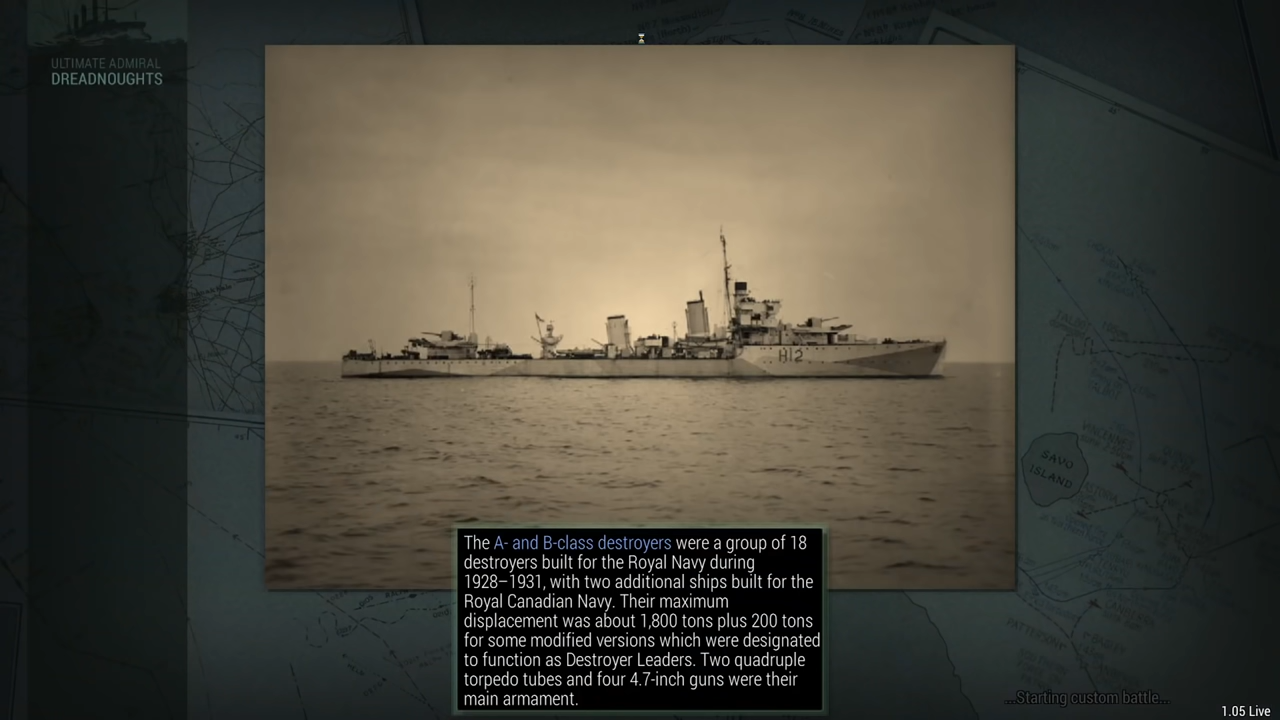 ULTIMATE ADMIRAL
DREADNOUGHTS
H12
The A- and B-class destroyers were a group of 18
destroyers built for the Royal Navy during
1928–1931, with two additional ships built for the
Royal Canadian Navy. Their maximum
displacement was about 1,800 tons plus 200 tons
for some modified versions which were designated
to function as Destroyer Leaders. Two quadruple
torpedo tubes and four 4.7-inch guns were their
main armament.
SAVO
ISLAND
...Starting custom battle...
1.05 Live